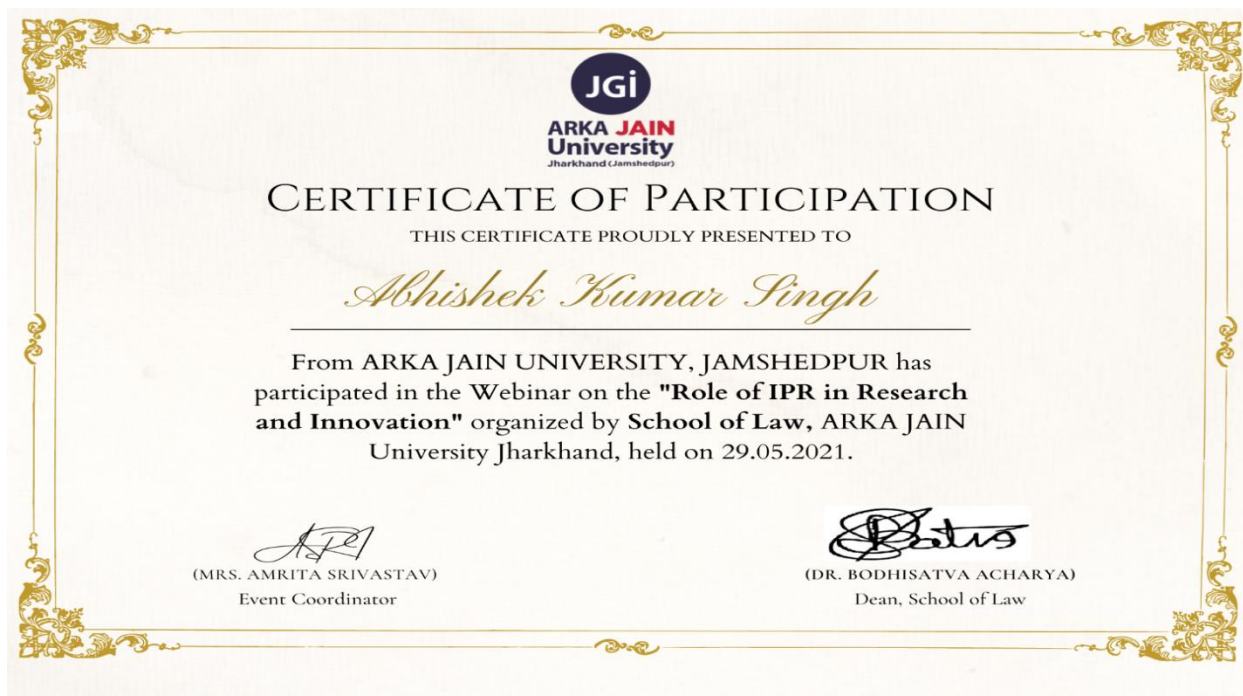 JGi
ARKA JAIN
University
Jharkhand (Jamshedpur)
CERTIFICATE OF PARTICIPATION
THIS CERTIFICATE PROUDLY PRESENTED TO
Abhishek Kumar Singh
From ARKA JAIN UNIVERSITY, JAMSHEDPUR has
participated in the Webinar on the "Role of IPR in Research
and Innovation" organized by School of Law, ARKA JAIN
University Jharkhand, held on 29.05.2021.
(MRS. AMRITA SRIVASTAV)
Event Coordinator
(DR. BODHISATVA ACHARYA)
Dean, School of Law